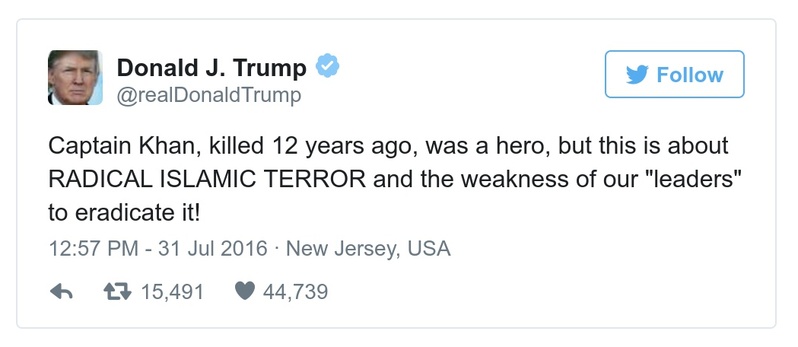 Donald J. Trump
@realDonaldTrump
Follow
Captain Khan, killed 12 years ago, was a hero, but this is about
RADICAL ISLAMIC TERROR and the weakness of our "leaders"
to eradicate it!
12:57 PM - 31 Jul 2016 · New Jersey, USA
15,491 44,739